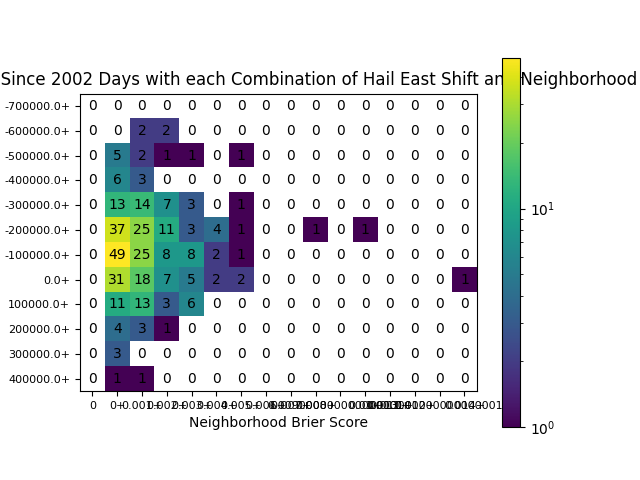 Since 2002 Days with each Combination of Hail East Shift and Neighborhood
-700000.0+ 0 0 0 0 0 0 0 0 0 0 0 0 0 0 0 0
-600000.0+ 0 0 2 2 0 0 0 0 0 0 0 0 0 0 0 0
-500000.0+ 0 5 2 1 1 0 1 0 0 0 0 0 0 0 0 0
-400000.0+ 0 6 3 0 0 0 0 0 0 0 0 0 0 0 0 0
-300000.0+ 0 13 14 7 3 0 1 0 0 0 0 0 0 0 0 0
-200000.0+ 0 37 25 11 3 4 1 0 0 1 0 1 0 0 0 0
10¹
-100000.0+ 0 49 25 8 8 2 1 0 0 0 0 0 0 0 0 0
0.0+ 0 31 18 7 5 2 2 0 0 0 0 0 0 0 0 1
100000.0+ 0 11 13 3 6 0 0 0 0 0 0 0 0 0 0 0
200000.0+ 0 4 3 1 0 0 0 0 0 0 0 0 0 0 0 0
300000.0+ 0 3 0 0 0 0 0 0 0 0 0 0 0 0 0 0
400000.0+ 0 1 1 0 0 0 0 0 0 0 0 0 0 0 0 0
0 0+ 0.001+
Neighborhood Brier Score
10⁰